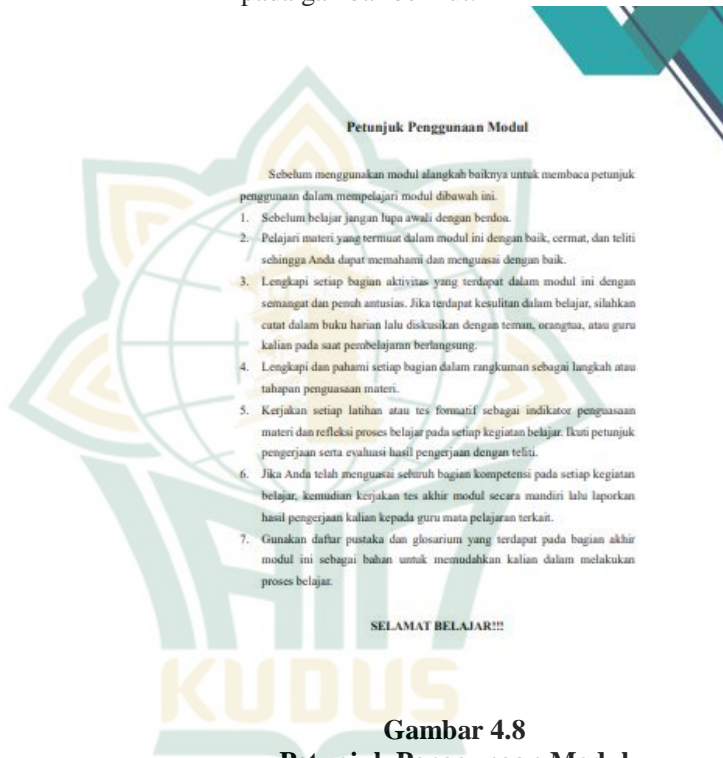 pada gambar berikut.
Petunjuk Penggunaan Modul
Sebelum menggunakan modul alangkah baiknya untuk membaca petunjuk
penggunaan dalam mempelajari modul dibawah ini.
1. Sebelum belajar jangan lupa awali dengan berdoa.
2. Pelajari materi yang termuat dalam modul ini dengan baik, cermat, dan teliti
sehingga Anda dapat memahami dan menguasai dengan baik.
3. Lengkapi setiap bagian aktivitas yang terdapat dalam modul ini dengan
semangat dan penuh antusias. Jika terdapat kesulitan dalam belajar, silahkan
catat dalam buku harian lalu diskusikan dengan teman, orangtua, atau guru
kalian pada saat pembelajaran berlangsung.
4. Lengkapi dan pahami setiap bagian dalam rangkuman sebagai langkah atau
tahapan penguasaan materi.
5. Kerjakan setiap latihan atau tes formatif sebagai indikator penguasaan
materi dan refleksi proses belajar pada setiap kegiatan belajar. Ikuti petunjuk
pengerjaan serta evaluasi hasil pengerjaan dengan teliti.
6. Jika Anda telah menguasai seluruh bagian kompetensi pada setiap kegiatan
belajar, kemudian kerjakan tes akhir modul secara mandiri lalu laporkan
hasil pengerjaan kalian kepada guru mata pelajaran terkait.
7. Gunakan daftar pustaka dan glosarium yang terdapat pada bagian akhir
modul ini sebagai bahan untuk memudahkan kalian dalam melakukan
proses belajar.
SELAMAT BELAJAR!!!
KUDUS
Gambar 4.8
Petunjuk Penggunaan Modul